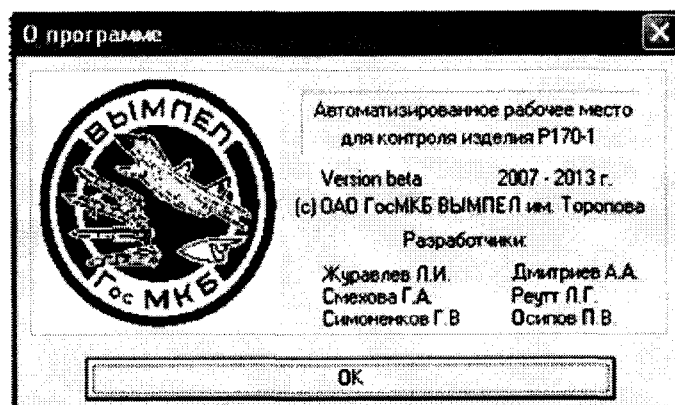 О программе
ВЫМПЕЛ
Гос МКБ
Автоматизированное рабочее место
для контроля изделия Р170-1
Version beta 2007 - 2013 г.
(c) ОАО ГосМКБ ВЫМПЕЛ им. Торопова
Разработчики:
Журавлев Л.И. Дмитриев А.А.
Смехова Г.А. Реутт Л.Г.
Симоненков Г.В. Осипов П.В.
OK